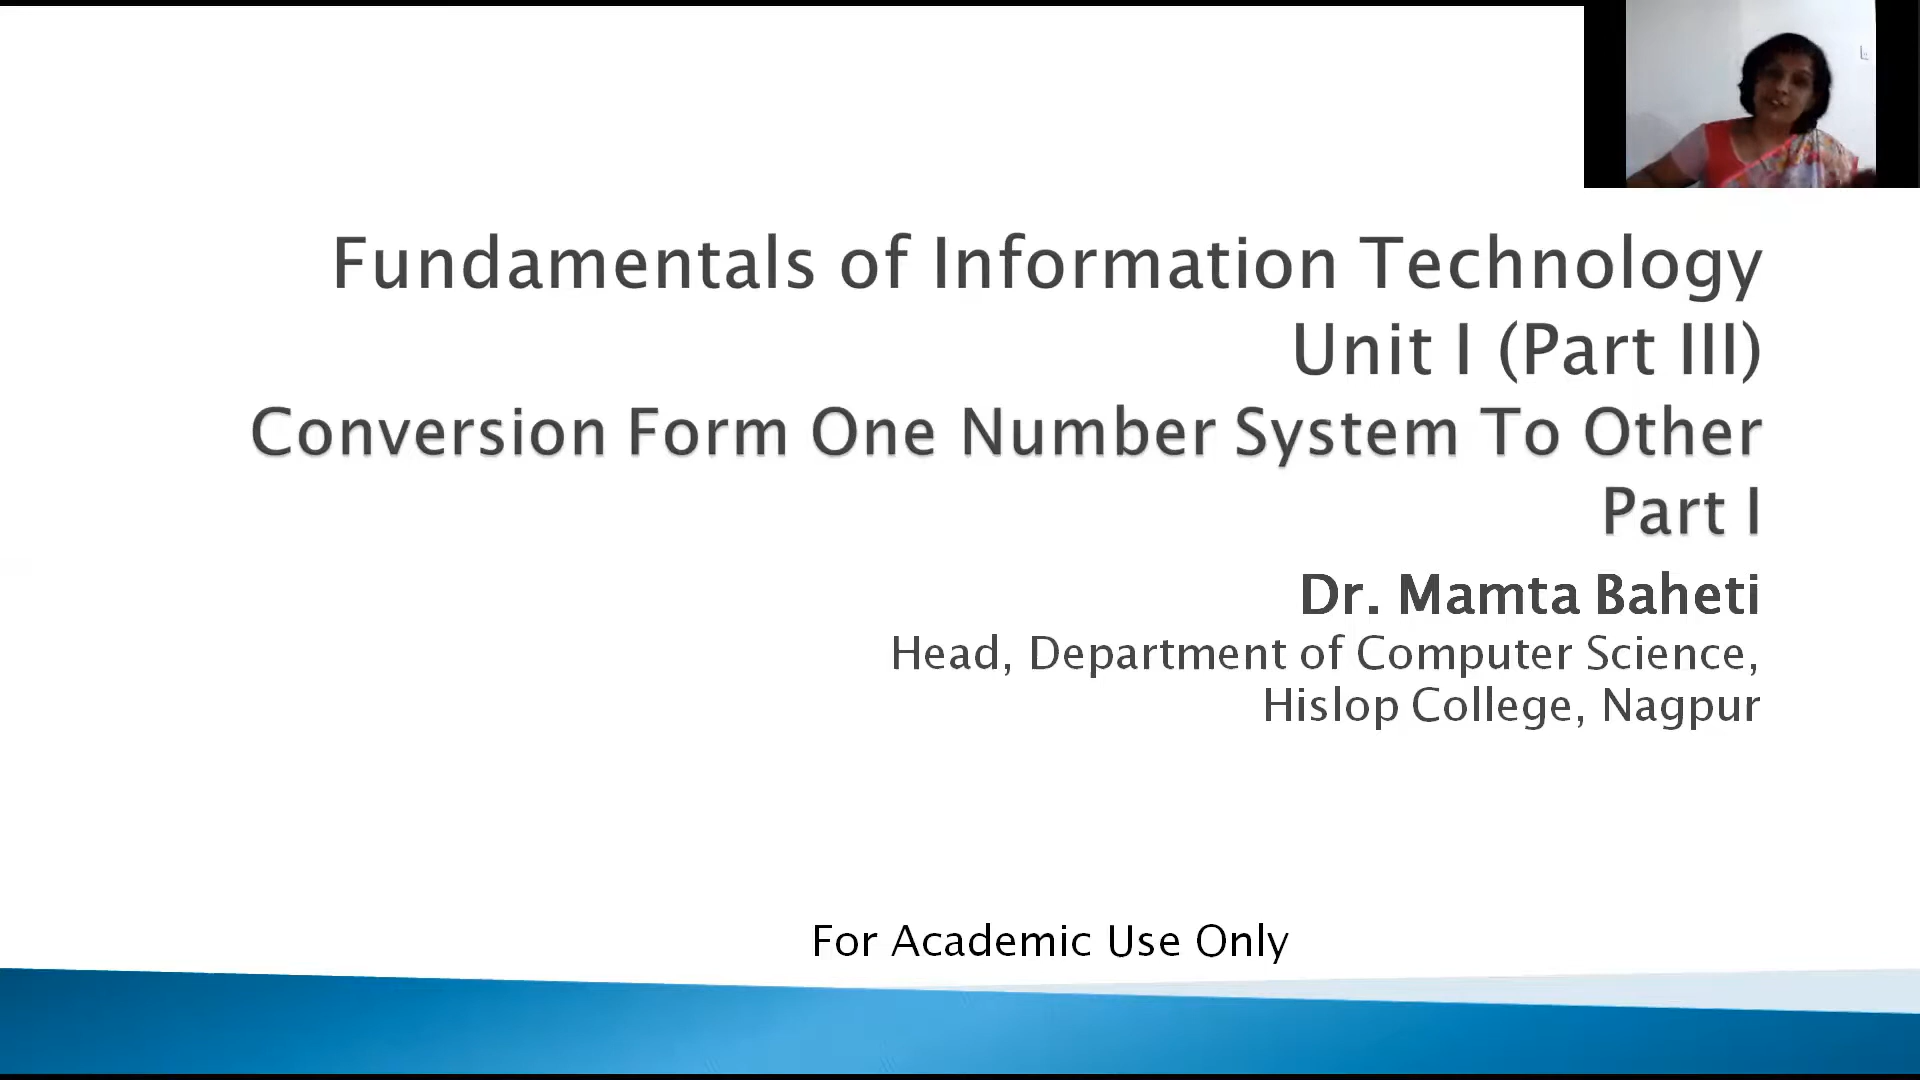 Fundamentals of Information Technology
Unit I (Part III)
Conversion Form One Number System To Other
Part I
Dr. Mamta Baheti
Head, Department of Computer Science,
Hislop College, Nagpur
For Academic Use Only